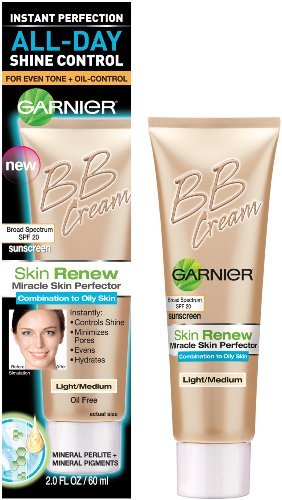 INSTANT PERFECTION
ALL-DAY
SHINE CONTROL
FOR EVEN TONE + OIL-CONTROL
GARNIER
new
BB
Cream
Broad Spectrum
SPF 20
sunscreen
Skin Renew
Miracle Skin Perfector
Combination to Oily Skin
Instantly:
• Controls Shine
• Minimizes
Pores
• Evens
• Hydrates
Before
After
Simulation
Light/Medium
Oil Free
actual size
MINERAL PERLITE +
MINERAL PIGMENTS
2.0 FL OZ / 60 ml
BB
Cream
GARNIER
Broad Spectrum
SPF 20
sunscreen
Skin Renew
Miracle Skin Perfector
Combination to Oily Skin
Light/Medium